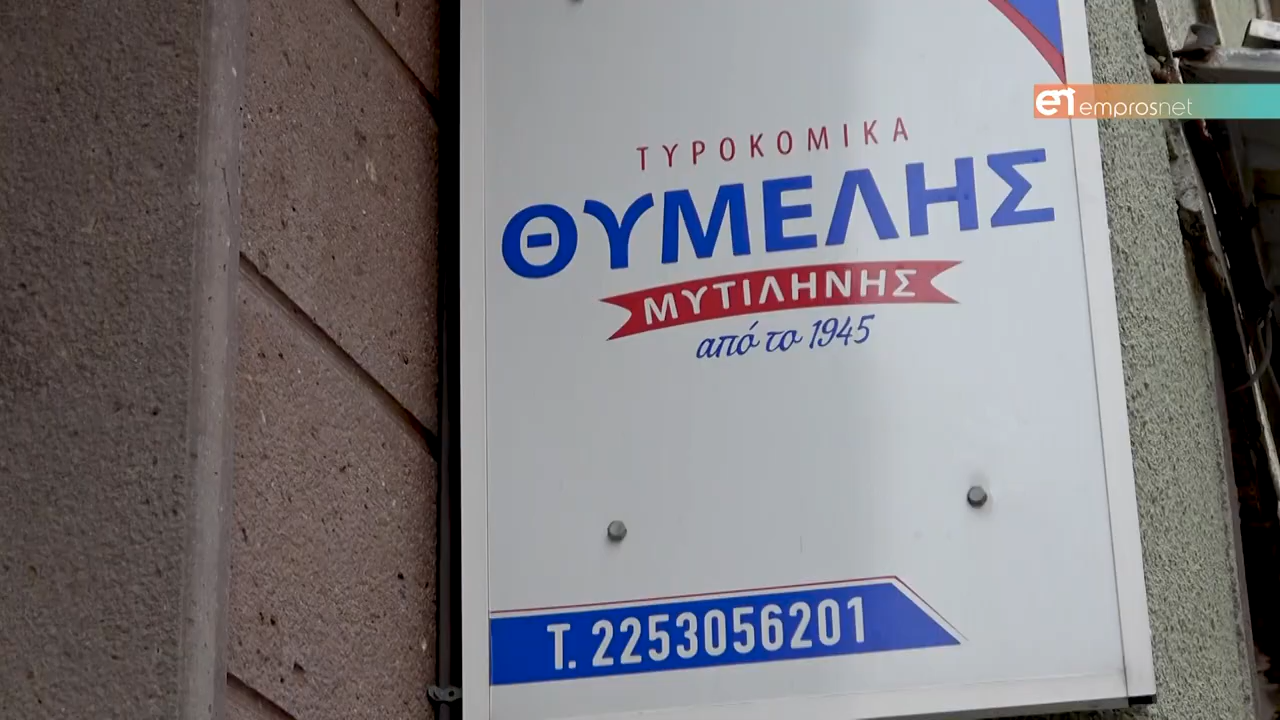 emprosnet
ΤΥΡΟΚΟΜΙΚΑ
ΘΥΜΕΛΗΣ
ΜΥΤΙΛΗΝΗΣ
από το 1945
Τ. 2253056201